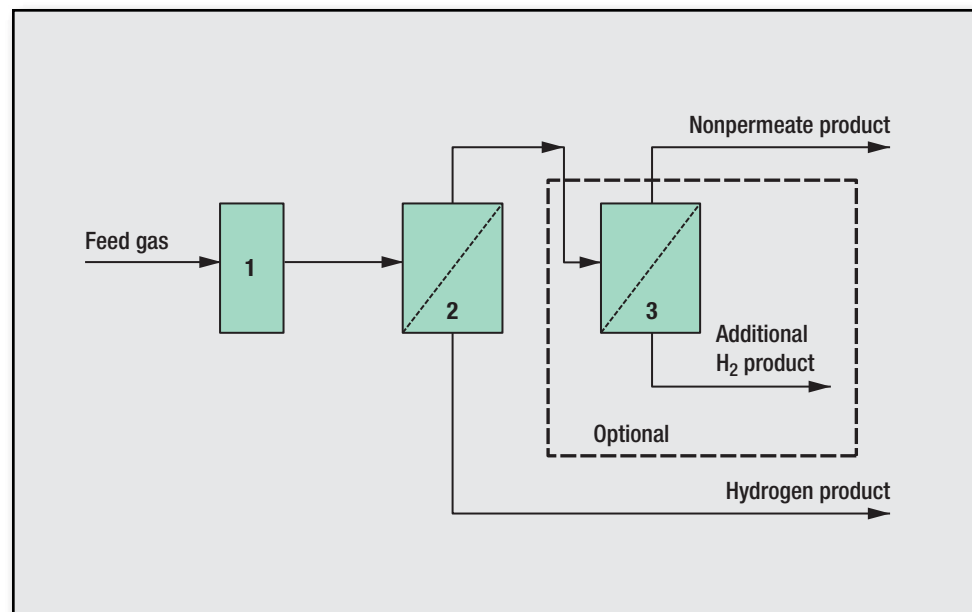 Nonpermeate product
Feed gas
1
2
3
Additional
H₂ product
Optional
Hydrogen product